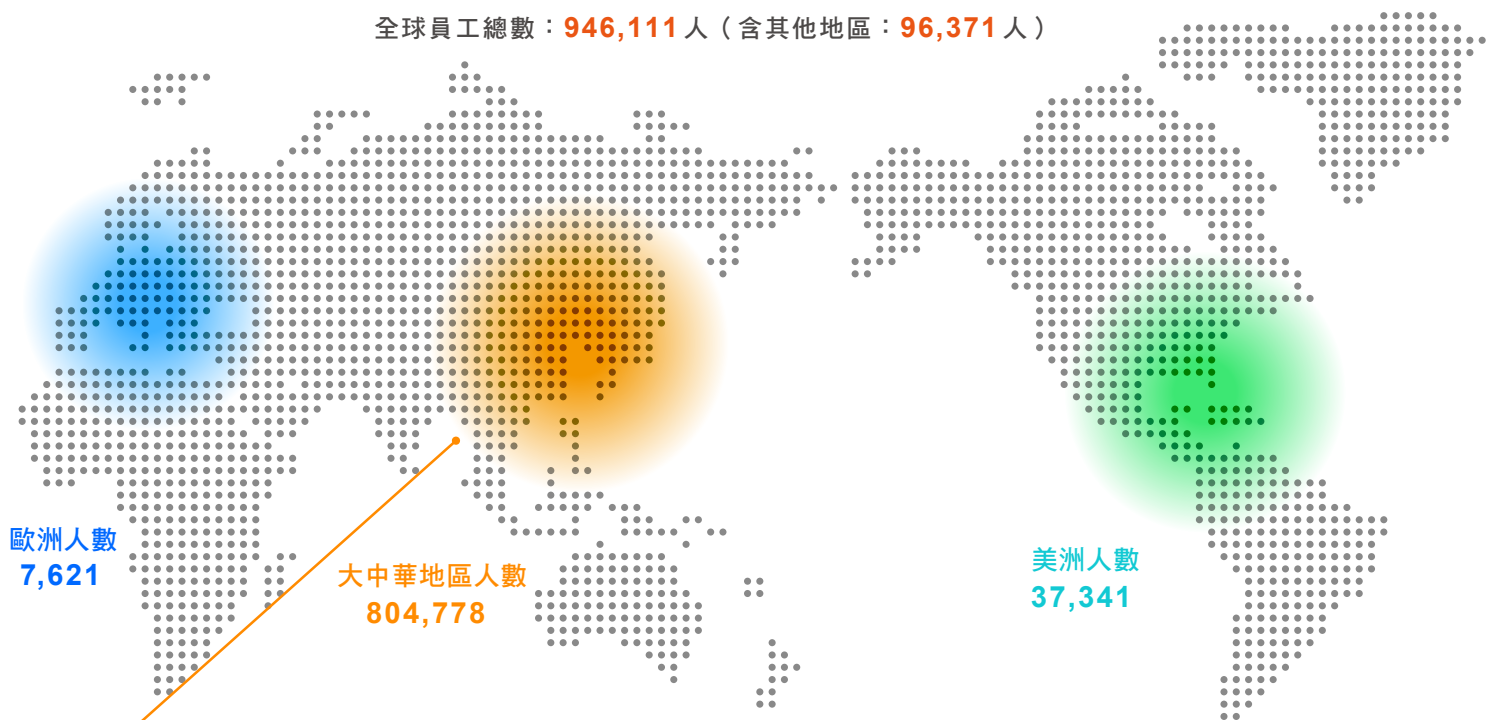 全球員工總數：946,111人（含其他地區：96,371人）
歐洲人數
7,621
大中華地區人數
804,778
美洲人數
37,341